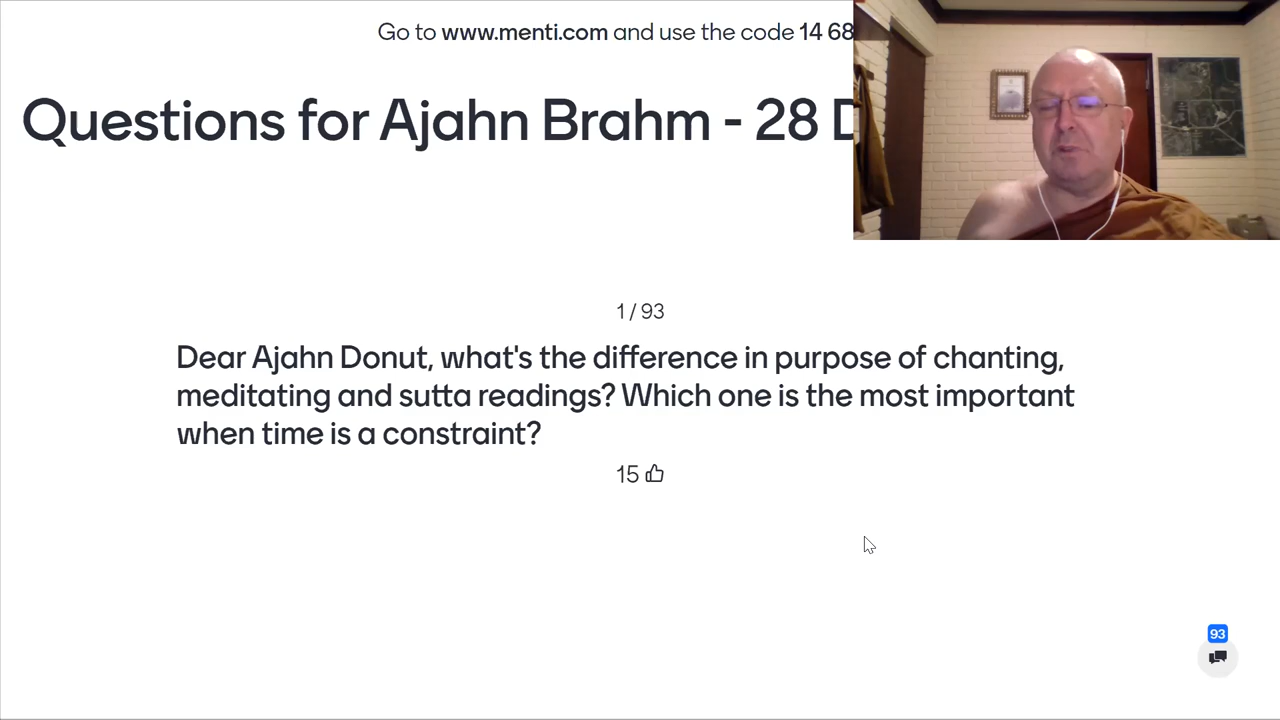 Go to www.menti.com and use the code 14 68
Questions for Ajahn Brahm - 28 D
1 / 93
Dear Ajahn Donut, what's the difference in purpose of chanting,
meditating and sutta readings? Which one is the most important
when time is a constraint?
15
93